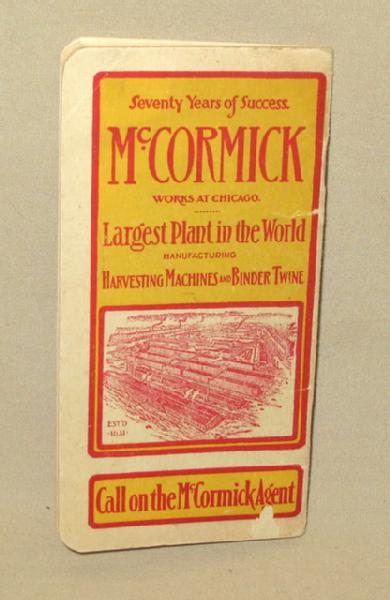 Seventy Years of Success.
McCORMICK
WORKS AT CHICAGO.
Largest Plant in the World
MANUFACTURING
HARVESTING MACHINES AND BINDER TWINE
ESTD
1831
Call on the McCormick Agent